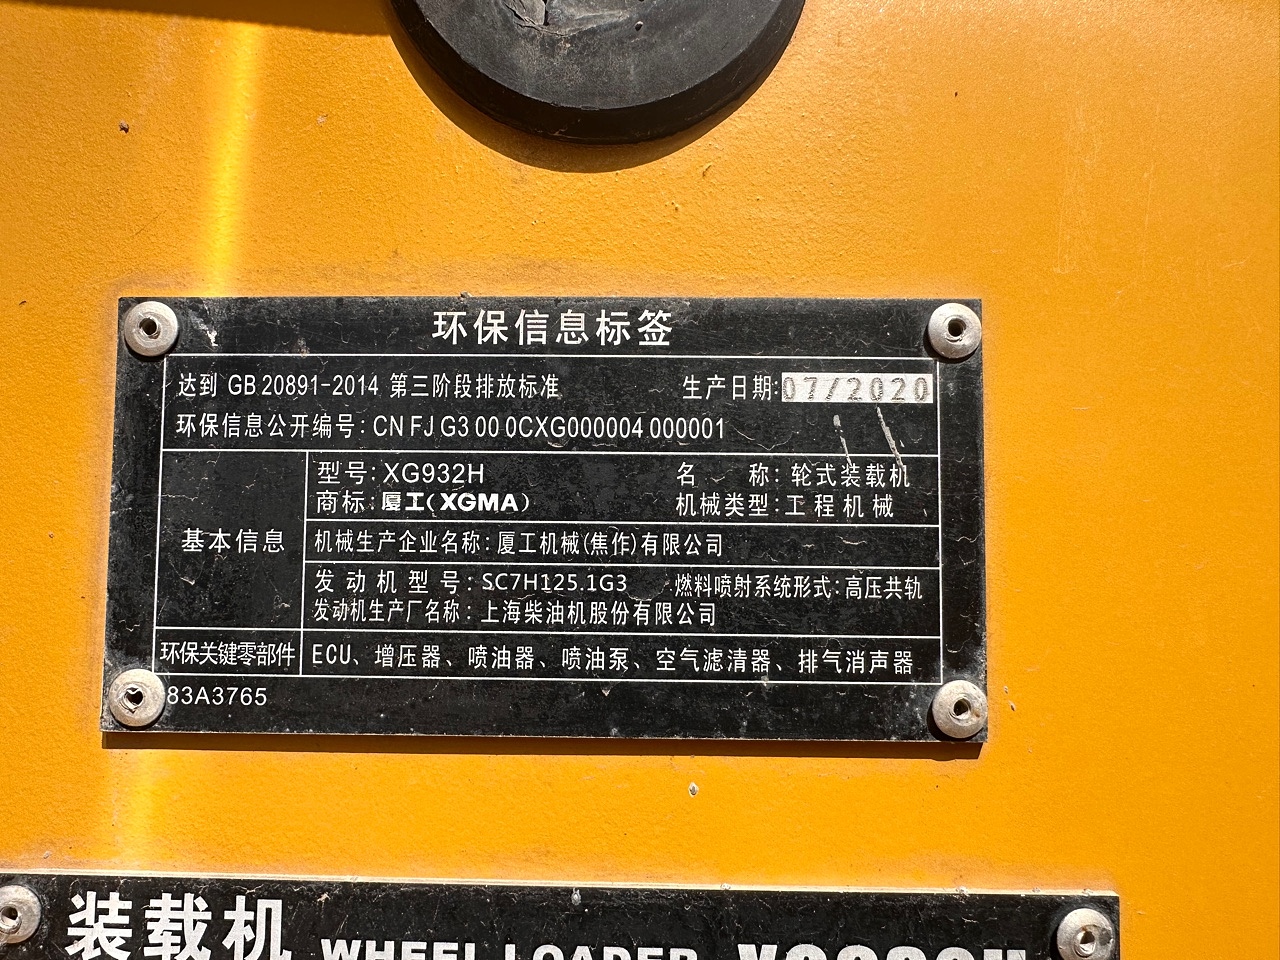 环保信息标签
达到 GB 20891-2014 第三阶段排放标准 生产日期:07/2020
环保信息公开编号: CN FJ G3 00 0CXG000004 000001
基本信息
型号: XG932H 名 称: 轮式装载机
商标: 厦工(XGMA) 机械类型: 工程机械
机械生产企业名称: 厦工机械(焦作)有限公司
发动机型号: SC7H125.1G3 燃料喷射系统形式: 高压共轨
发动机生产厂名称: 上海柴油机股份有限公司
环保关键零部件 ECU、增压器、喷油器、喷油泵、空气滤清器、排气消声器
83A3765
装载机 WHEEL LOADER